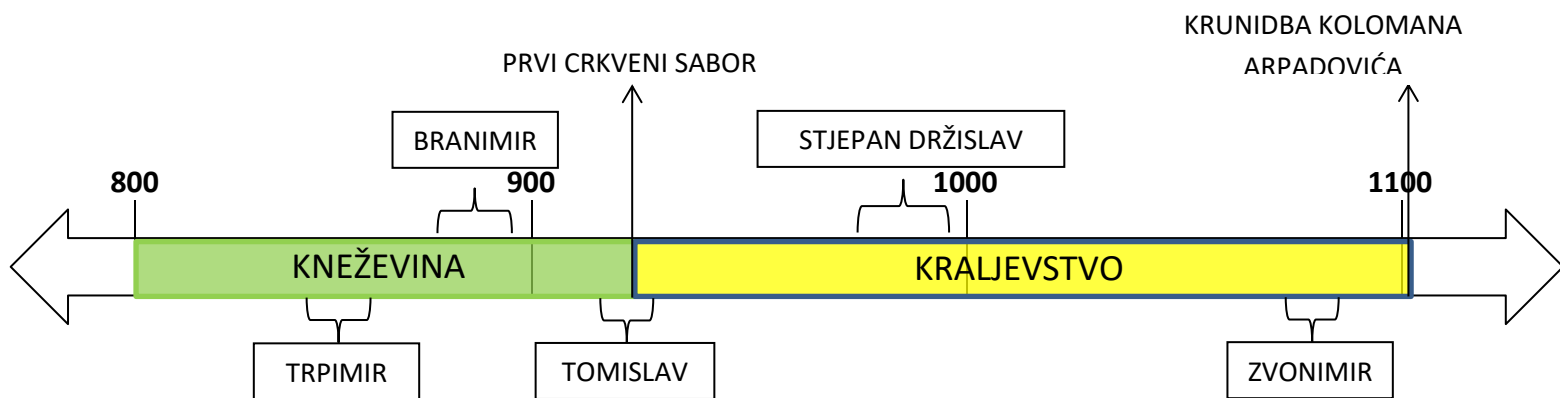 KRUNIDBA KOLOMANA
ARPADOVIĆA
PRVI CRKVENI SABOR
BRANIMIR
STJEPAN DRŽISLAV
800
900
1000
1100
KNEŽEVINA
KRALJEVSTVO
TRPIMIR
TOMISLAV
ZVONIMIR